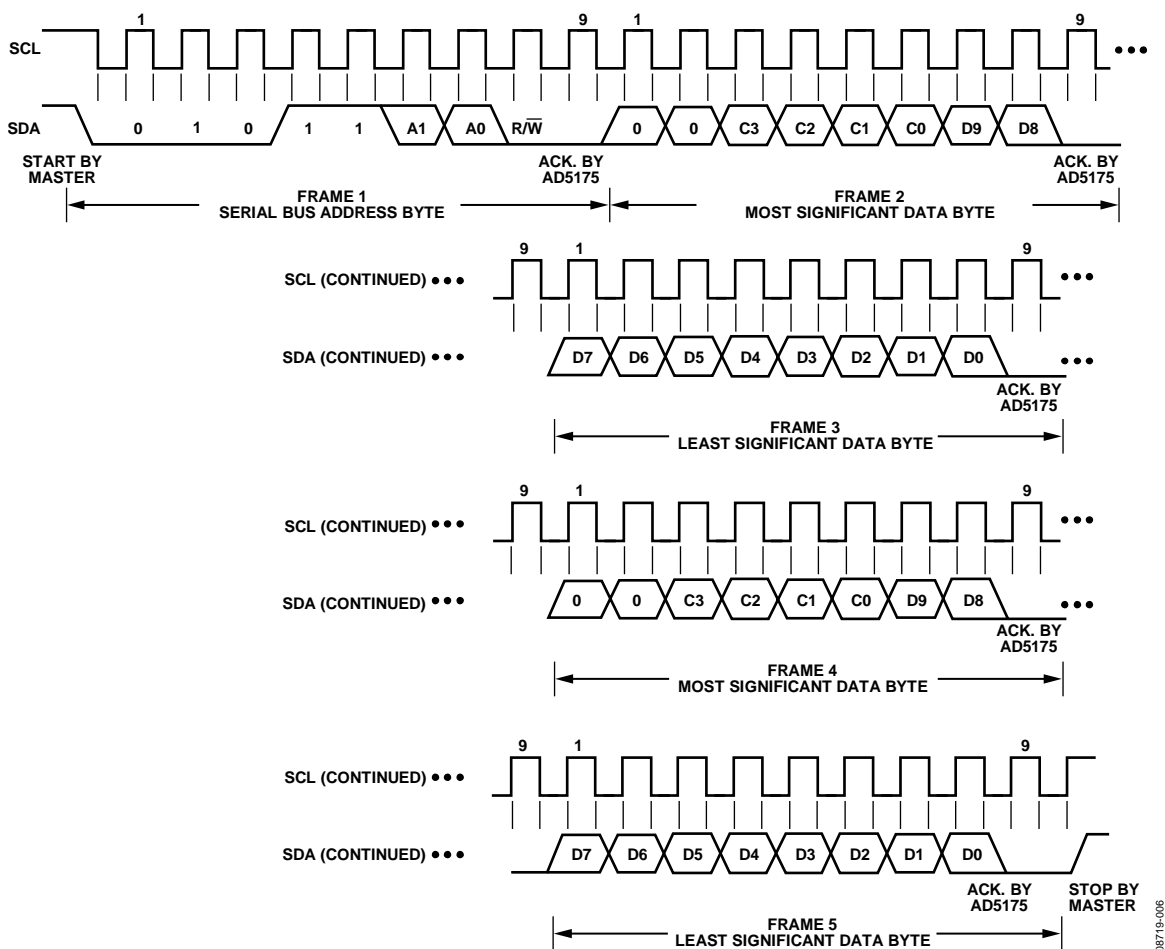 1 9 1 9
SCL
SDA 0 1 0 1 1 A1 A0 R/W̅ 0 0 C3 C2 C1 C0 D9 D8
START BY
MASTER
ACK. BY
AD5175
ACK. BY
AD5175
FRAME 1
SERIAL BUS ADDRESS BYTE
FRAME 2
MOST SIGNIFICANT DATA BYTE
9 1 9
SCL (CONTINUED)
SDA (CONTINUED) D7 D6 D5 D4 D3 D2 D1 D0
ACK. BY
AD5175
FRAME 3
LEAST SIGNIFICANT DATA BYTE
9 1 9
SCL (CONTINUED)
SDA (CONTINUED) 0 0 C3 C2 C1 C0 D9 D8
ACK. BY
AD5175
FRAME 4
MOST SIGNIFICANT DATA BYTE
9 1 9
SCL (CONTINUED)
SDA (CONTINUED) D7 D6 D5 D4 D3 D2 D1 D0
ACK. BY
AD5175
STOP BY
MASTER
FRAME 5
LEAST SIGNIFICANT DATA BYTE
08719-006